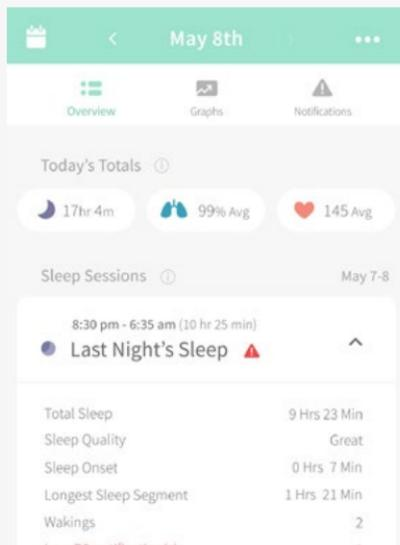 May 8th
Overview
Graphs
Notifications
Today's Totals
17hr 4m
99% Avg
145 Avg
Sleep Sessions
May 7-8
8:30 pm - 6:35 am (10 hr 25 min)
Last Night's Sleep
Total Sleep 9 Hrs 23 Min
Sleep Quality Great
Sleep Onset 0 Hrs 7 Min
Longest Sleep Segment 1 Hrs 21 Min
Wakings 2